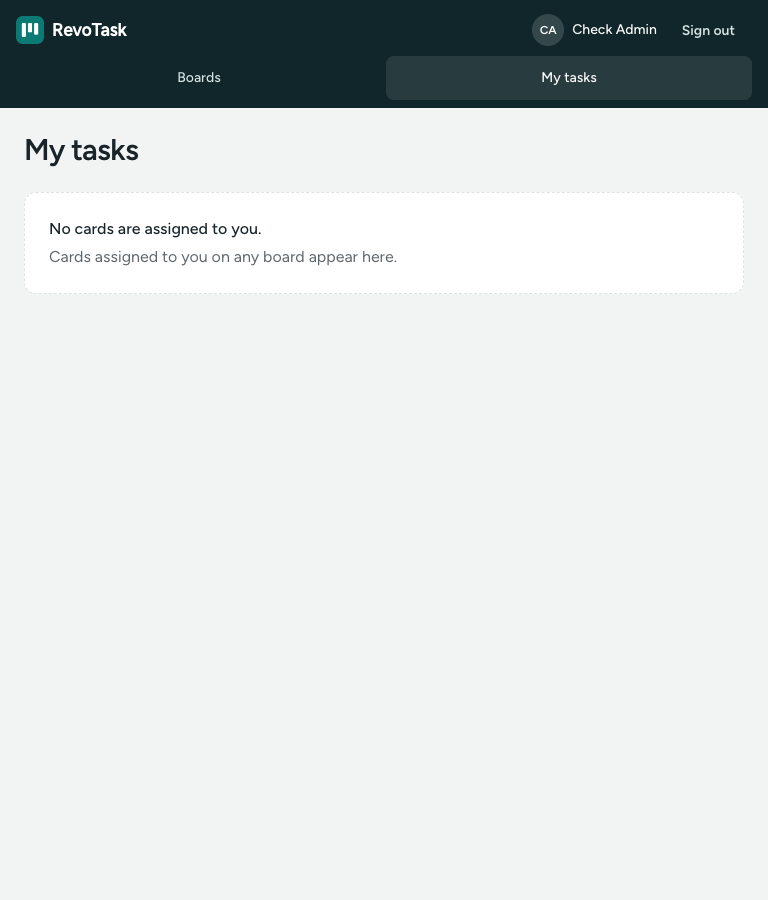 RevoTask
CA
Check Admin
Sign out
Boards
My tasks
My tasks
No cards are assigned to you.
Cards assigned to you on any board appear here.